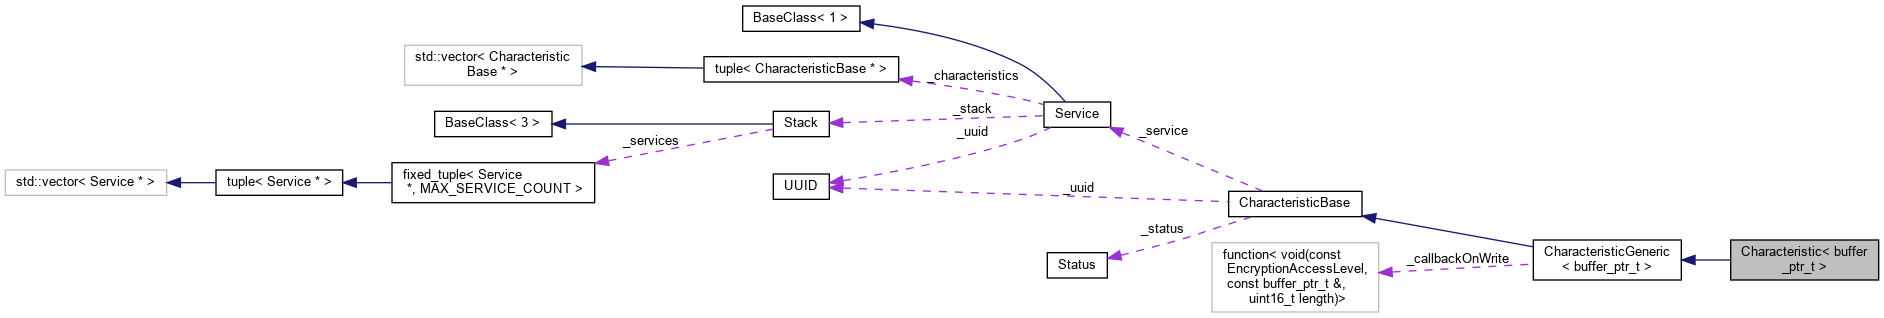 BaseClass< 1 >
std::vector< Characteristic
Base * >
tuple< CharacteristicBase * >
_characteristics
BaseClass< 3 >
Stack
_stack
Service
_services
_uuid
_service
std::vector< Service * >
tuple< Service * >
fixed_tuple< Service
*, MAX_SERVICE_COUNT >
UUID
_uuid
CharacteristicBase
_status
Status
function< void(const
EncryptionAccessLevel,
const buffer_ptr_t &,
uint16_t length)>
_callbackOnWrite
CharacteristicGeneric
< buffer_ptr_t >
Characteristic< buffer
_ptr_t >